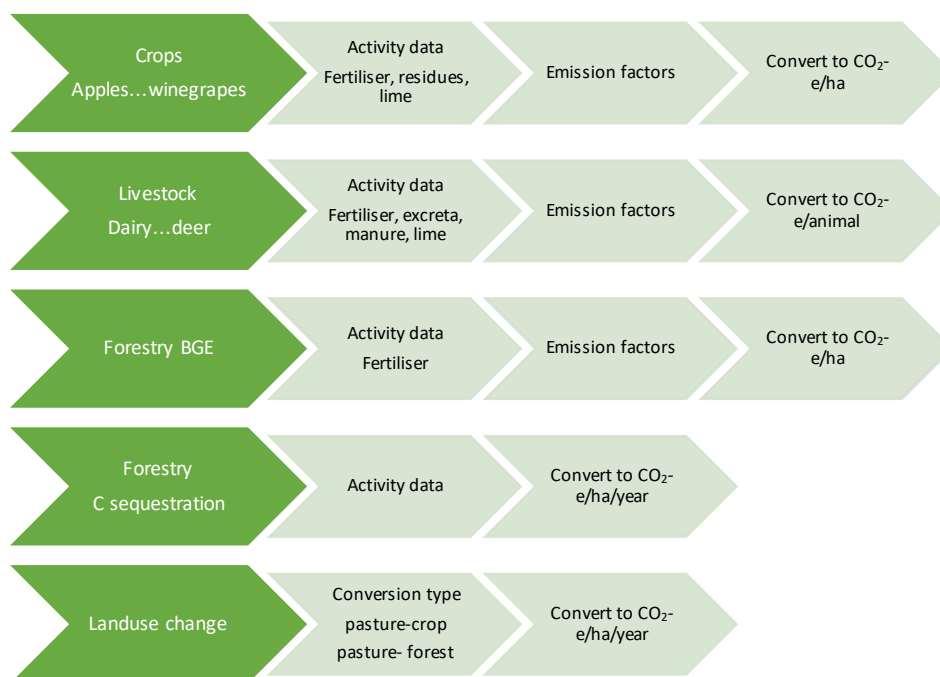 Crops
Apples…winegrapes
Activity data
Fertiliser, residues,
lime
Emission factors
Convert to CO₂-
e/ha
Livestock
Dairy…deer
Activity data
Fertiliser, excreta,
manure, lime
Emission factors
Convert to CO₂-
e/animal
Forestry BGE
Activity data
Fertiliser
Emission factors
Convert to CO₂-
e/ha
Forestry
C sequestration
Activity data
Convert to CO₂-
e/ha/year
Landuse change
Conversion type
pasture-crop
pasture- forest
Convert to CO₂-
e/ha/year